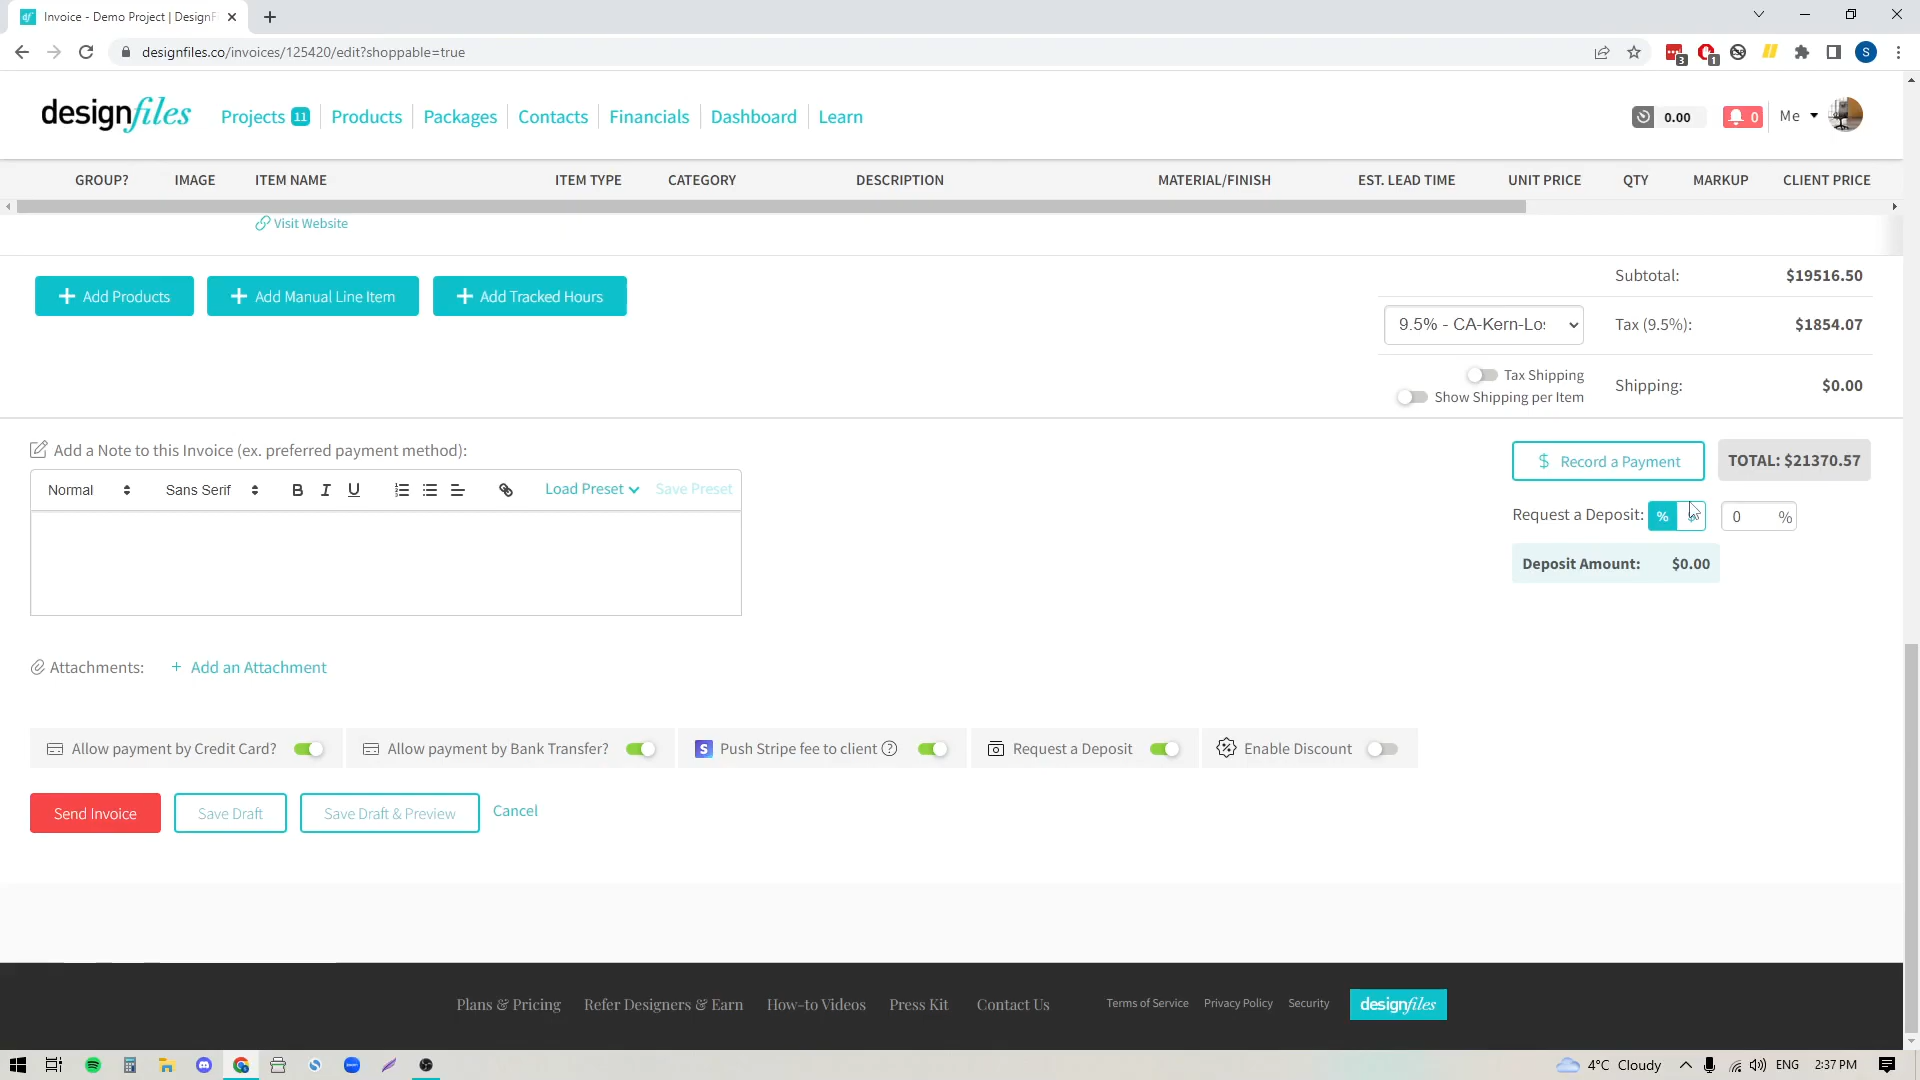 Invoice - Demo Project | DesignF
designfiles.co/invoices/125420/edit?shoppable=true
3
1
S
designfiles
Projects 11
Products
Packages
Contacts
Financials
Dashboard
Learn
0.00
0
Me
GROUP?
IMAGE
ITEM NAME
ITEM TYPE
CATEGORY
DESCRIPTION
MATERIAL/FINISH
EST. LEAD TIME
UNIT PRICE
QTY
MARKUP
CLIENT PRICE
Visit Website
+ Add Products
+ Add Manual Line Item
+ Add Tracked Hours
Subtotal: $19516.50
9.5% - CA-Kern-Lo
Tax (9.5%): $1854.07
Tax Shipping
Show Shipping per Item
Shipping: $0.00
Add a Note to this Invoice (ex. preferred payment method):
Normal
Sans Serif
B I U
Load Preset
Save Preset
$ Record a Payment
TOTAL: $21370.57
Request a Deposit: %
0 %
Deposit Amount: $0.00
Attachments:
+ Add an Attachment
Allow payment by Credit Card?
Allow payment by Bank Transfer?
S Push Stripe fee to client ?
Request a Deposit
Enable Discount
Send Invoice
Save Draft
Save Draft & Preview
Cancel
Plans & Pricing
Refer Designers & Earn
How-to Videos
Press Kit
Contact Us
Terms of Service
Privacy Policy
Security
designfiles
4°C Cloudy
ENG
2:37 PM